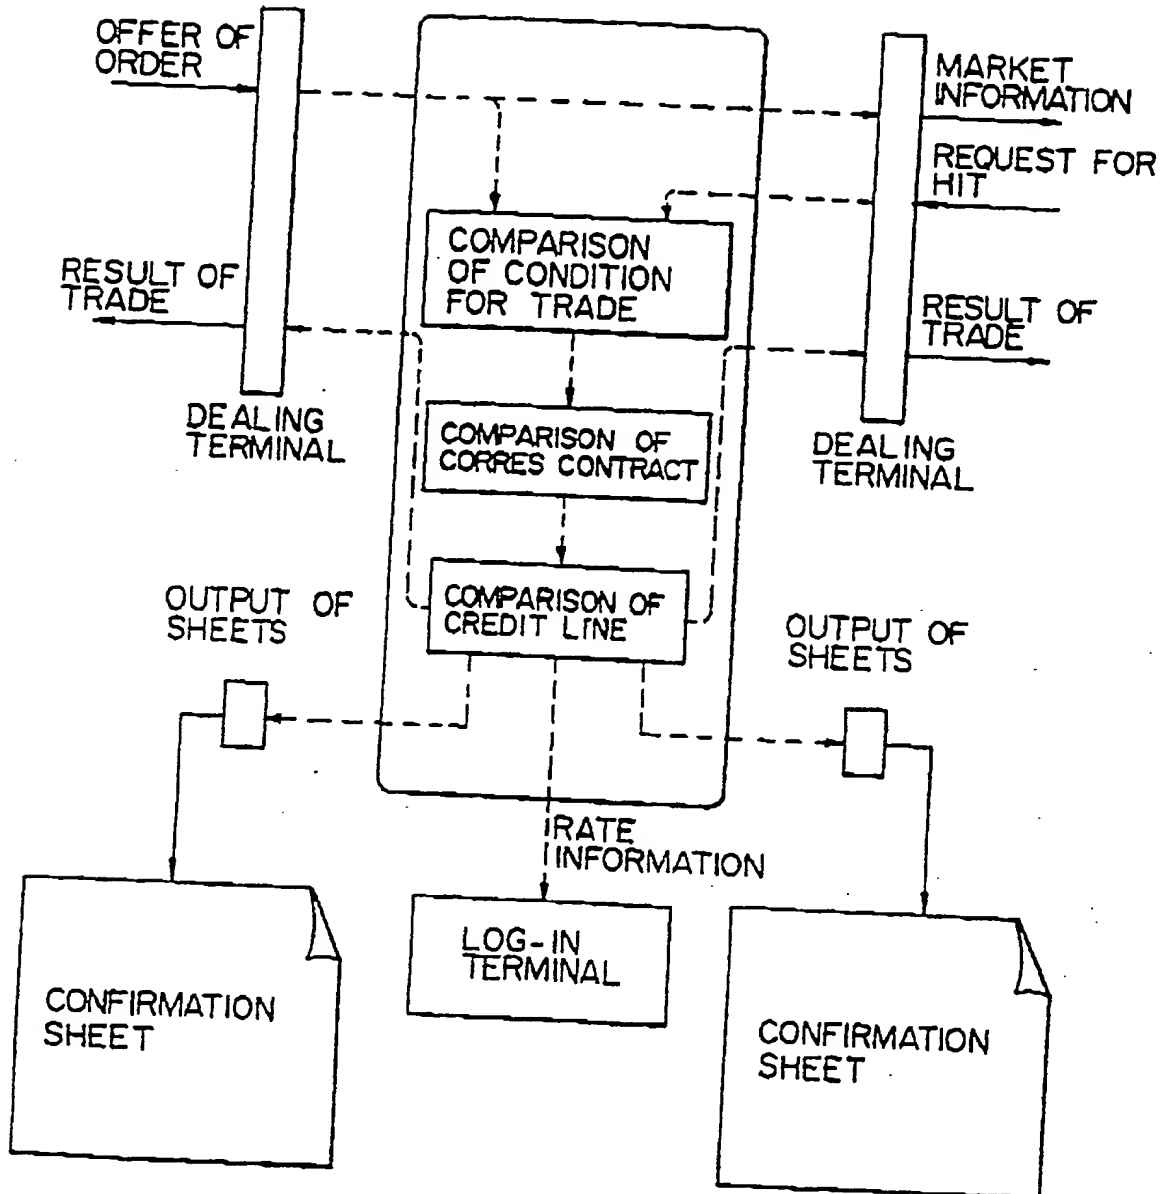 OFFER OF
ORDER
MARKET
INFORMATION
REQUEST FOR
HIT
COMPARISON
OF CONDITION
FOR TRADE
RESULT OF
TRADE
RESULT OF
TRADE
DEALING
TERMINAL
COMPARISON OF
CORRES CONTRACT
DEALING
TERMINAL
OUTPUT OF
SHEETS
COMPARISON OF
CREDIT LINE
OUTPUT OF
SHEETS
RATE
INFORMATION
LOG-IN
TERMINAL
CONFIRMATION
SHEET
CONFIRMATION
SHEET